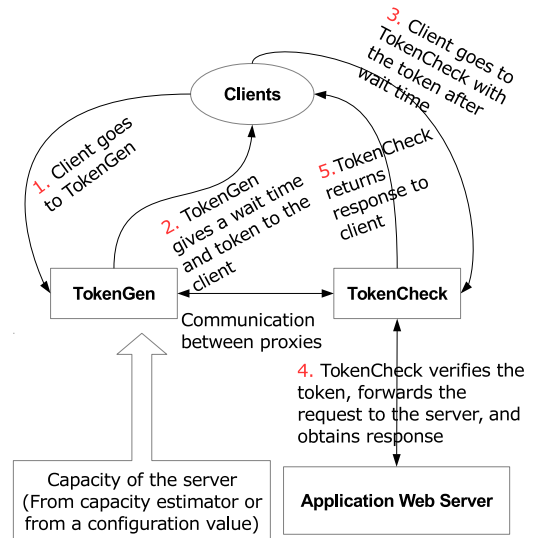 3. Client goes to
TokenCheck with
the token after
wait time
Clients
1. Client goes
to TokenGen
2. TokenGen
gives a wait time
and token to the
client
5.TokenCheck
returns
response to
client
TokenGen
TokenCheck
Communication
between proxies
4. TokenCheck verifies the
token, forwards the
request to the server, and
obtains response
Capacity of the server
(From capacity estimator or
from a configuration value)
Application Web Server